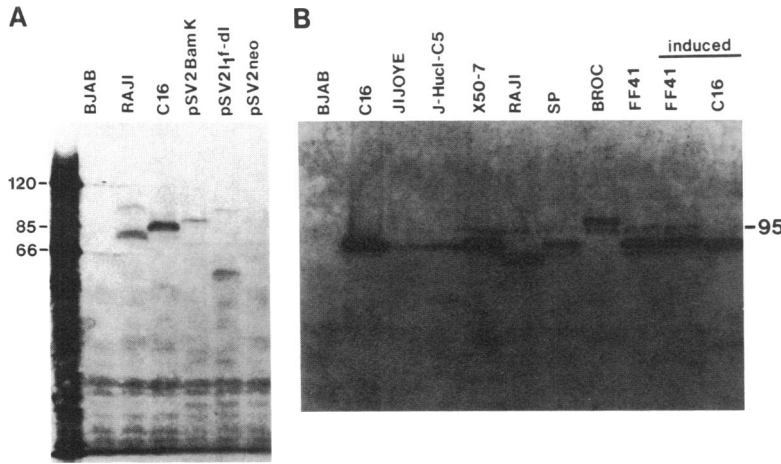 A
BJAB
RAJI
C16
pSV2BamK
pSV2I1f-dl
pSV2neo
120-
85-
66-
B
induced
BJAB
C16
JIJOYE
J-HucI-C5
X50-7
RAJI
SP
BROC
FF41
FF41
C16
-95